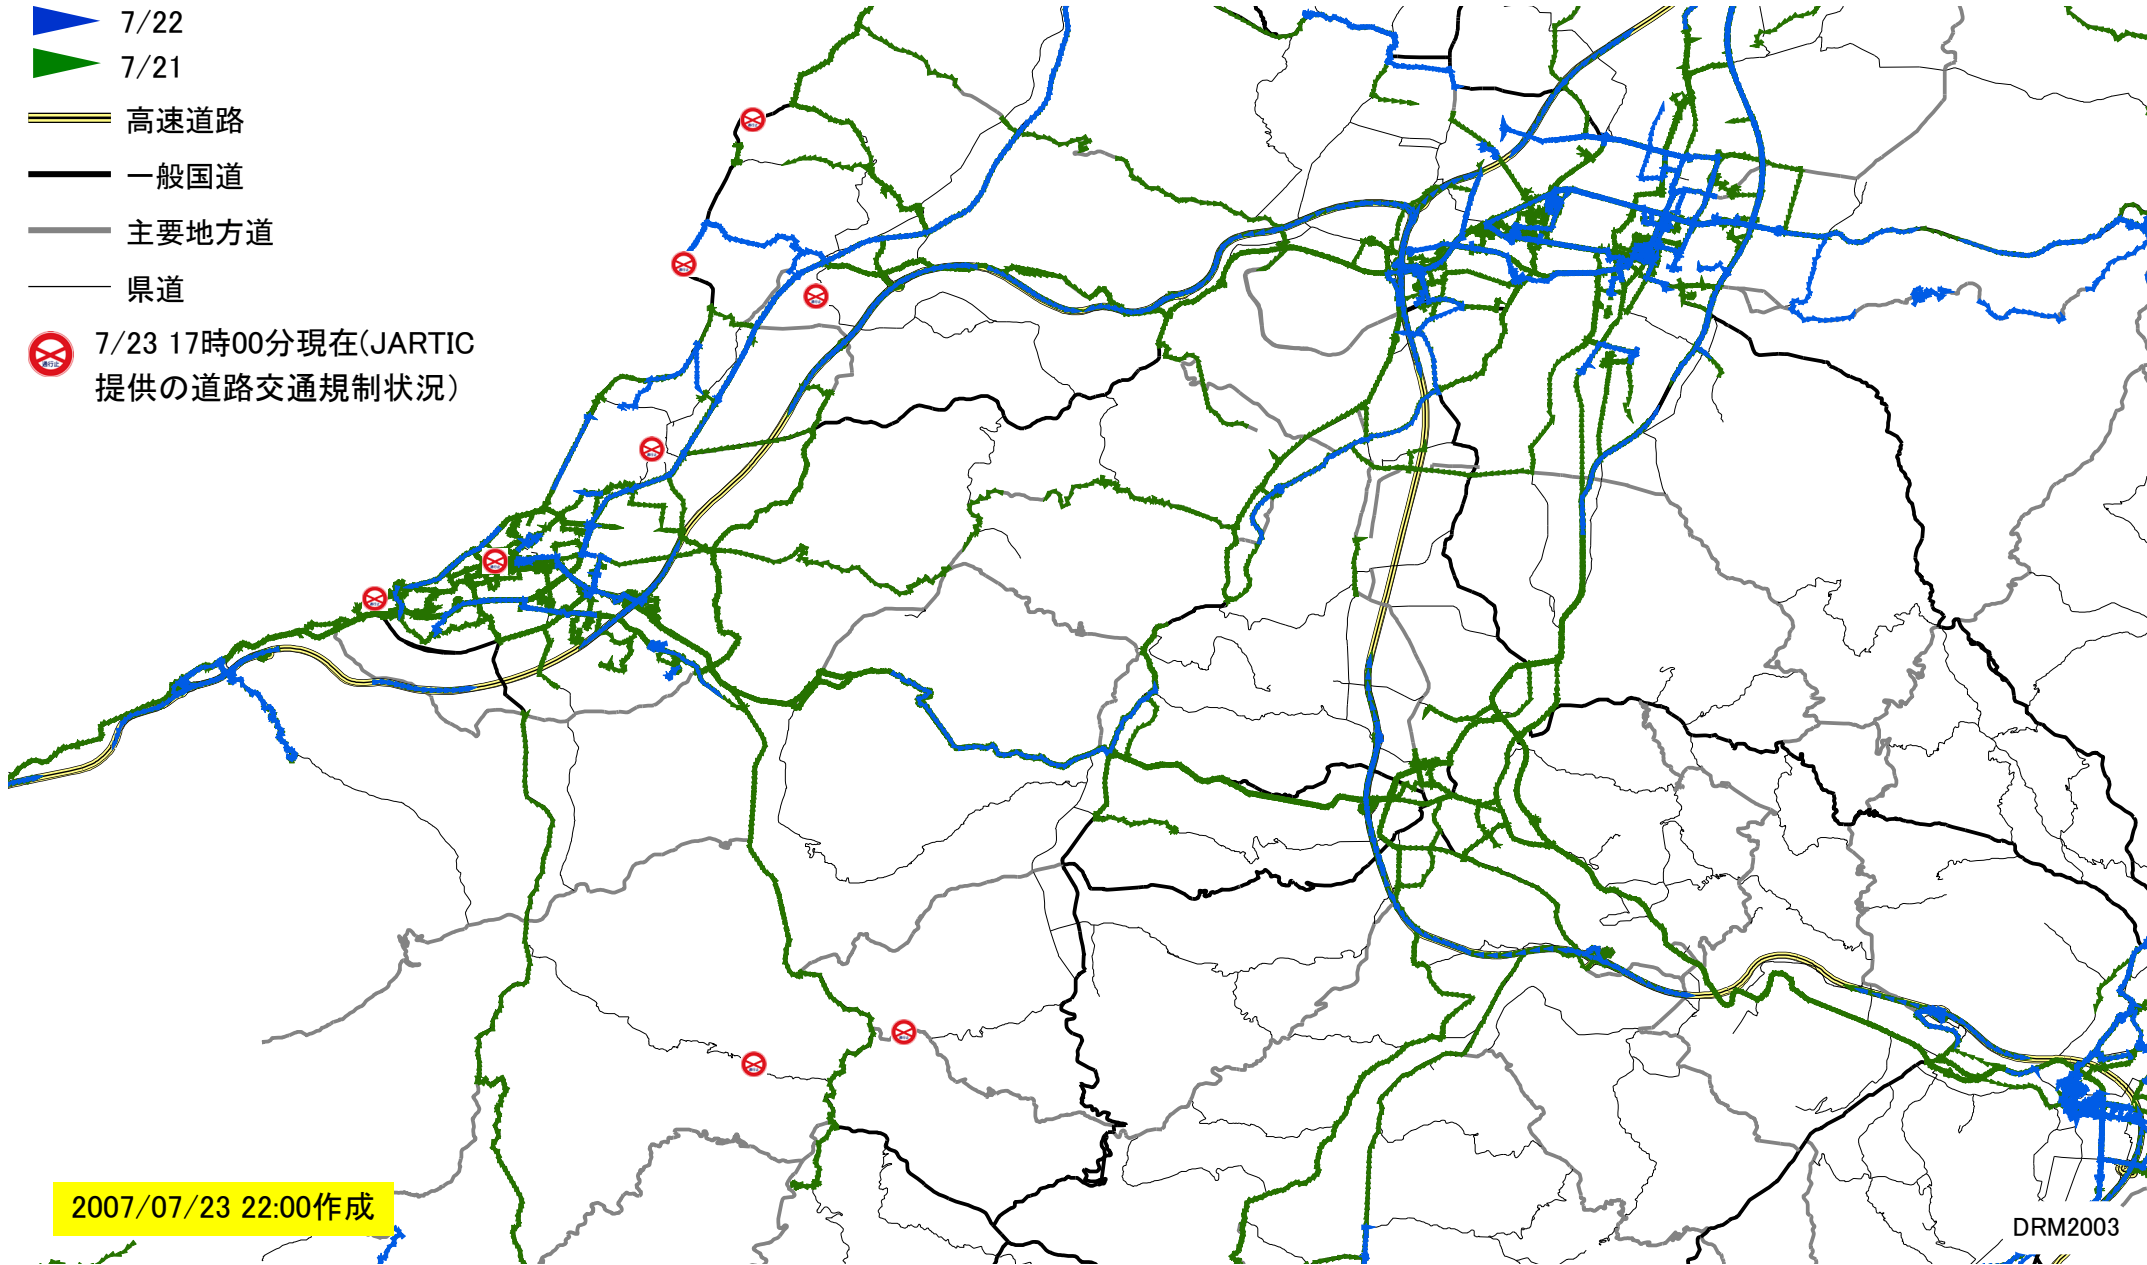 7/22
7/21
高速道路
一般国道
主要地方道
県道
7/23 17時00分現在(JARTIC
提供の道路交通規制状況)
2007/07/23 22:00作成
DRM2003